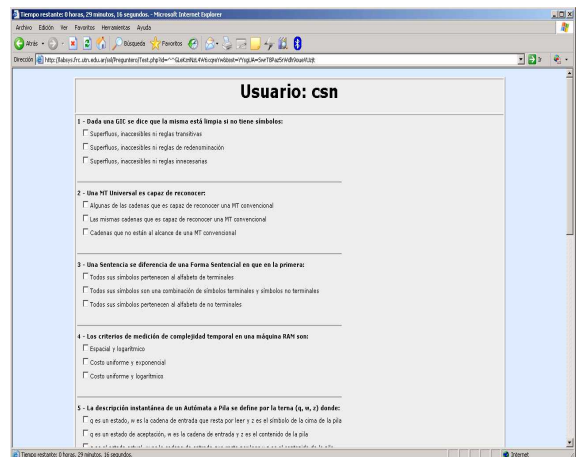 Tiempo restante: 0 horas, 29 minutos, 16 segundos. - Microsoft Internet Explorer
Archivo Edición Ver Favoritos Herramientas Ayuda
Atrás Búsqueda Favoritos
Dirección Ir
Usuario: csn
1 - Dada una GIC se dice que la misma está limpia si no tiene símbolos:
Superfluos, inaccesibles ni reglas transitivas
Superfluos, inaccesibles ni reglas de redenominación
Superfluos, inaccesibles ni reglas innecesarias
2 - Una MT Universal es capaz de reconocer:
Algunas de las cadenas que es capaz de reconocer una MT convencional
Las mismas cadenas que es capaz de reconocer una MT convencional
Cadenas que no están al alcance de una MT convencional
3 - Una Sentencia se diferencia de una Forma Sentencial en que en la primera:
Todos sus símbolos pertenecen al alfabeto de terminales
Todos sus símbolos son una combinación de símbolos terminales y símbolos no terminales
Todos sus símbolos pertenecen al alfabeto de no terminales
4 - Los criterios de medición de complejidad temporal en una máquina RAM son:
Espacial y logarítmico
Costo uniforme y exponencial
Costo uniforme y logarítmico
5 - La descripción instantánea de un Autómata a Pila se define por la terna (q, w, z) donde:
q es un estado, w es la cadena de entrada que resta por leer y z es el símbolo de la cima de la pila
q es un estado de aceptación, w es la cadena de entrada y z es el contenido de la pila
Tiempo restante: 0 horas, 29 minutos, 16 segundos. Internet